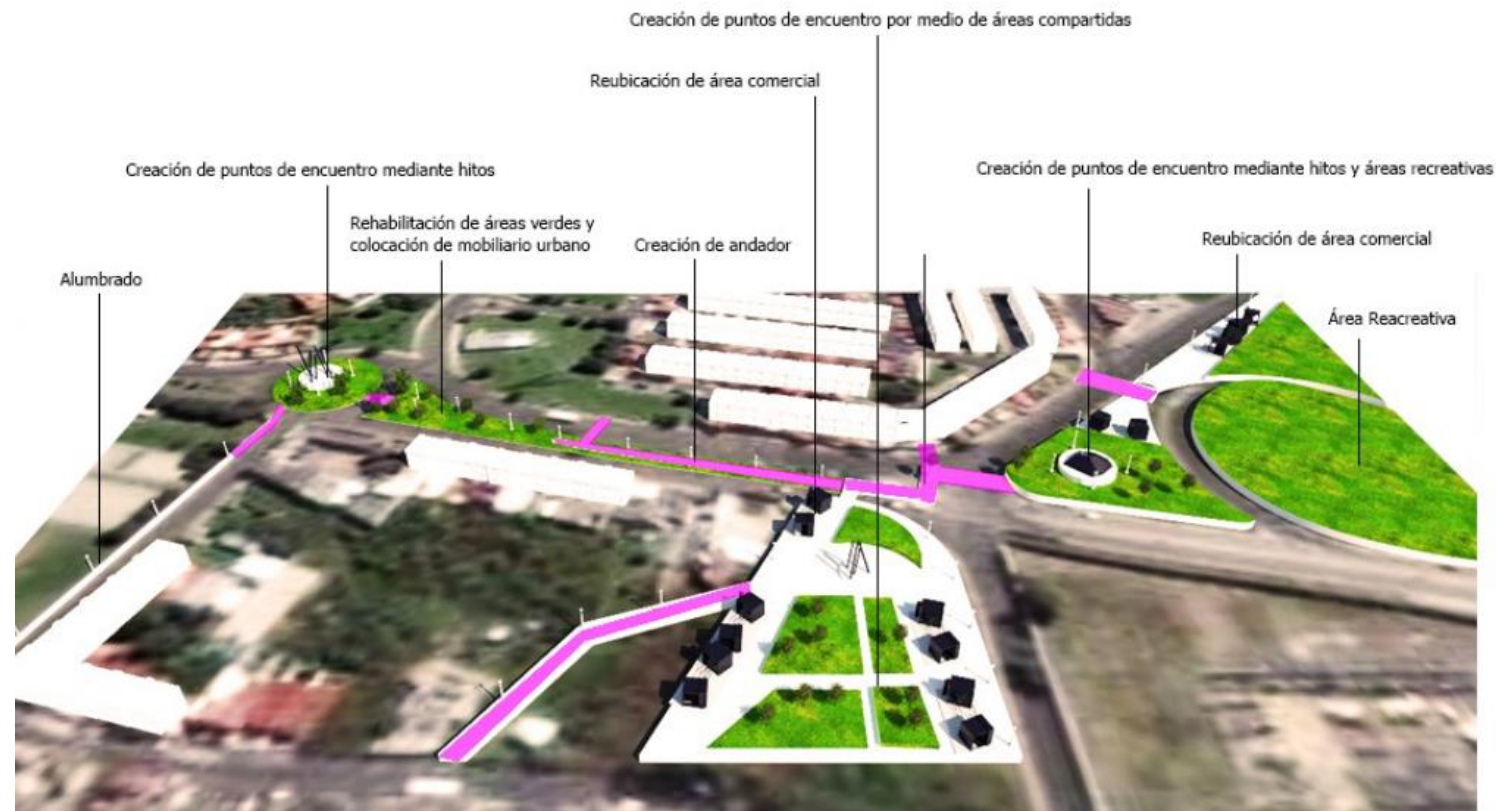 Creación de puntos de encuentro por medio de áreas compartidas
Reubicación de área comercial
Creación de puntos de encuentro mediante hitos
Creación de puntos de encuentro mediante hitos y áreas recreativas
Rehabilitación de áreas verdes y
colocación de mobiliario urbano
Creación de andador
Reubicación de área comercial
Alumbrado
Área Reacreativa